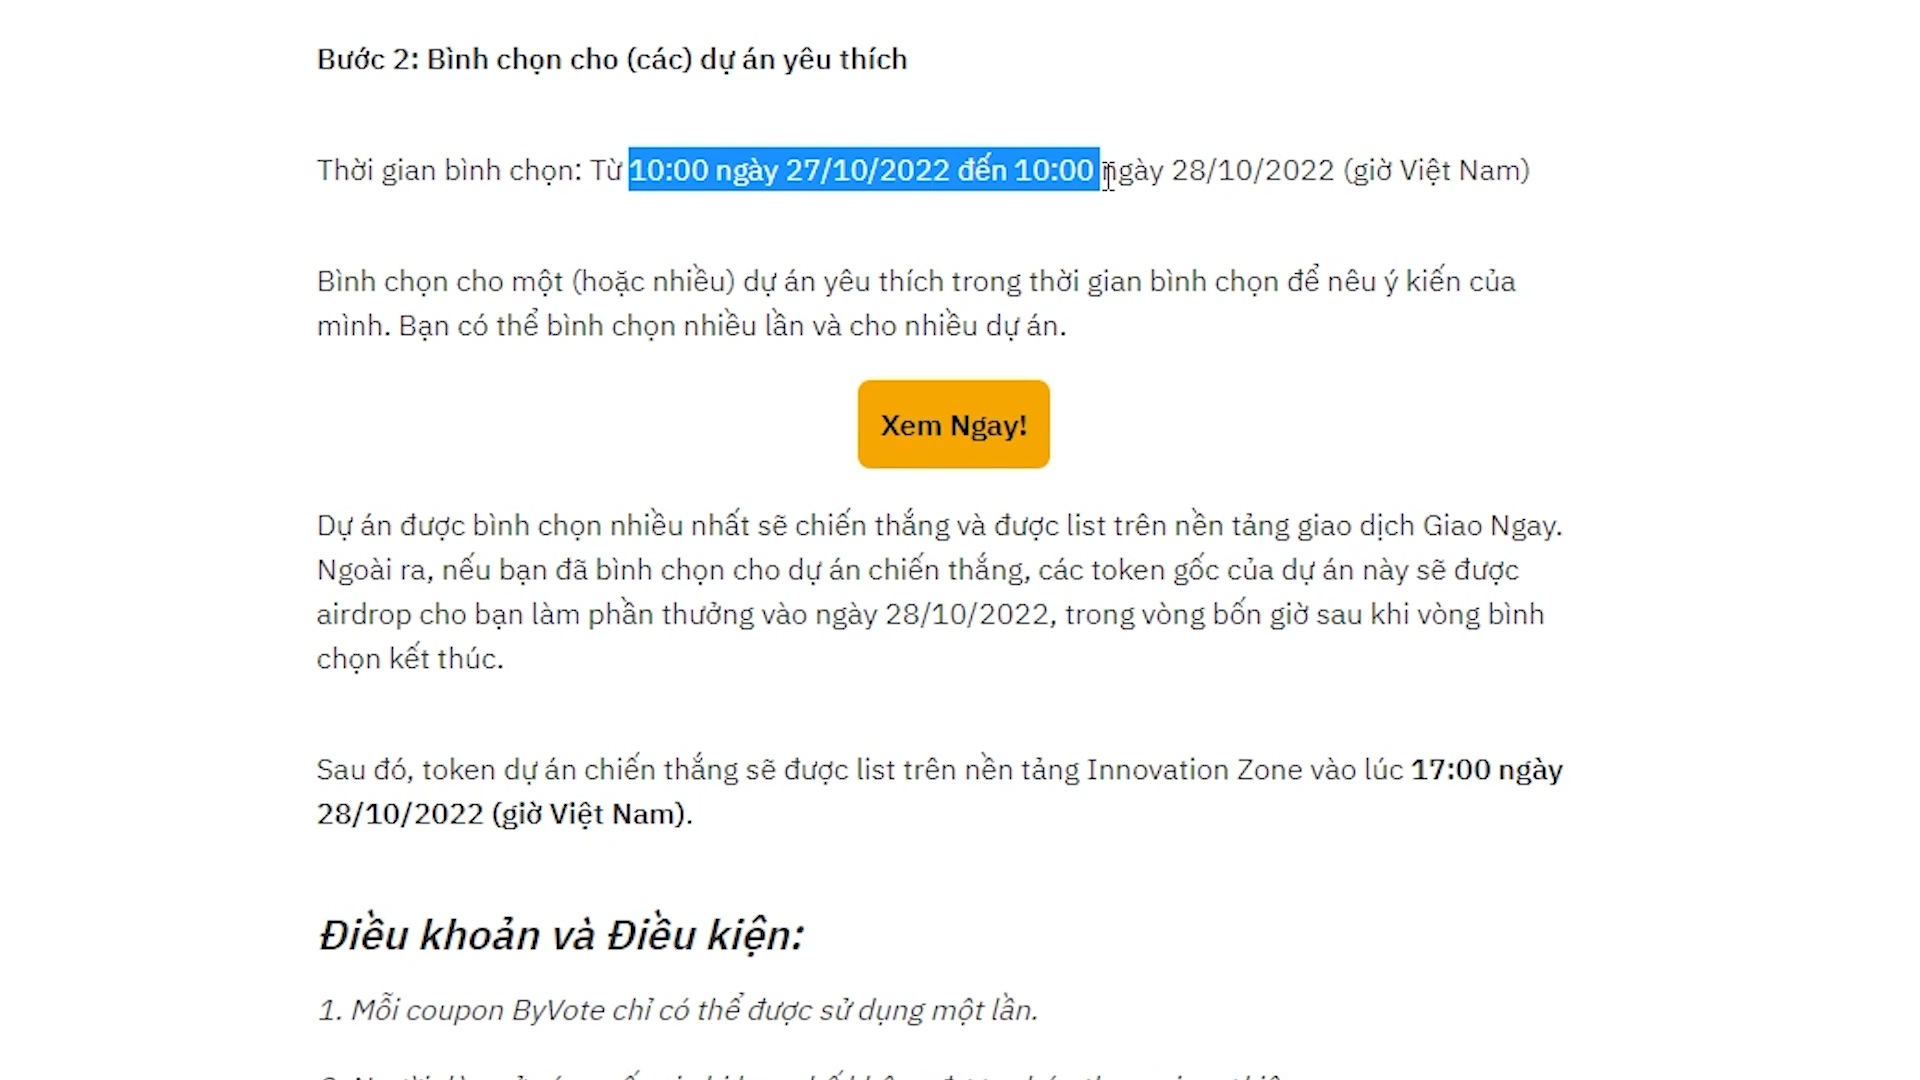 Bước 2: Bình chọn cho (các) dự án yêu thích
Thời gian bình chọn: Từ 10:00 ngày 27/10/2022 đến 10:00 ngày 28/10/2022 (giờ Việt Nam)
Bình chọn cho một (hoặc nhiều) dự án yêu thích trong thời gian bình chọn để nêu ý kiến của
mình. Bạn có thể bình chọn nhiều lần và cho nhiều dự án.
Xem Ngay!
Dự án được bình chọn nhiều nhất sẽ chiến thắng và được list trên nền tảng giao dịch Giao Ngay.
Ngoài ra, nếu bạn đã bình chọn cho dự án chiến thắng, các token gốc của dự án này sẽ được
airdrop cho bạn làm phần thưởng vào ngày 28/10/2022, trong vòng bốn giờ sau khi vòng bình
chọn kết thúc.
Sau đó, token dự án chiến thắng sẽ được list trên nền tảng Innovation Zone vào lúc 17:00 ngày
28/10/2022 (giờ Việt Nam).
Điều khoản và Điều kiện:
1. Mỗi coupon ByVote chỉ có thể được sử dụng một lần.